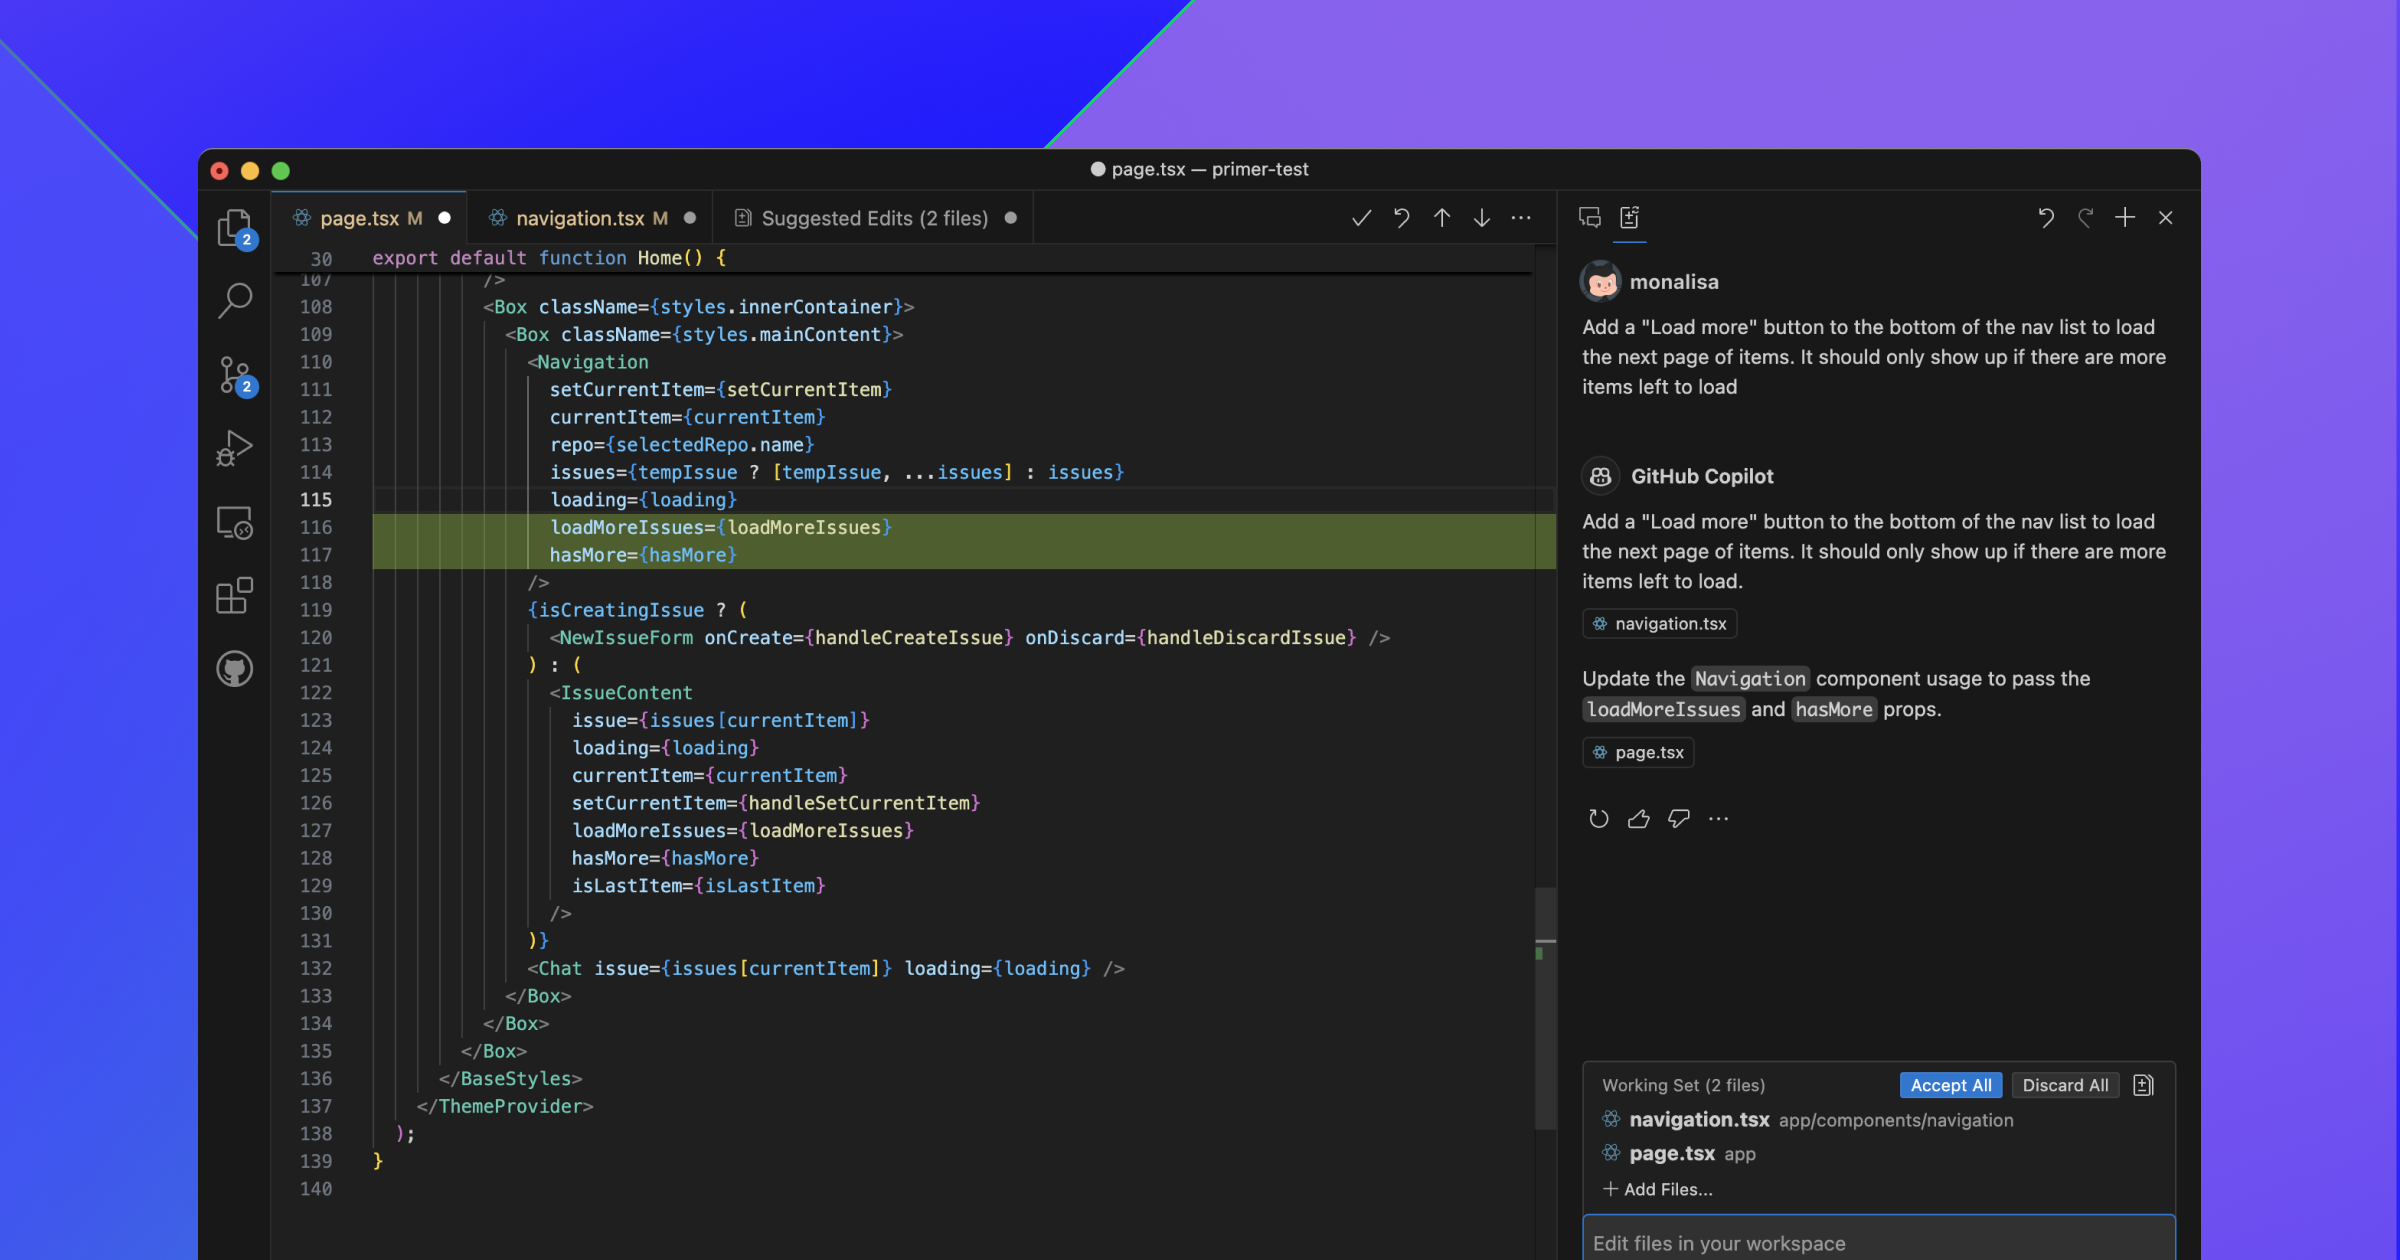 page.tsx — primer-test
page.tsx M
navigation.tsx M
Suggested Edits (2 files)
2
2
30 export default function Home() {
107 />
108 <Box className={styles.innerContainer}>
109 <Box className={styles.mainContent}>
110 <Navigation
111 setCurrentItem={setCurrentItem}
112 currentItem={currentItem}
113 repo={selectedRepo.name}
114 issues={tempIssue ? [tempIssue, ...issues] : issues}
115 loading={loading}
116 loadMoreIssues={loadMoreIssues}
117 hasMore={hasMore}
118 />
119 {isCreatingIssue ? (
120 <NewIssueForm onCreate={handleCreateIssue} onDiscard={handleDiscardIssue} />
121 ) : (
122 <IssueContent
123 issue={issues[currentItem]}
124 loading={loading}
125 currentItem={currentItem}
126 setCurrentItem={handleSetCurrentItem}
127 loadMoreIssues={loadMoreIssues}
128 hasMore={hasMore}
129 isLastItem={isLastItem}
130 />
131 )}
132 <Chat issue={issues[currentItem]} loading={loading} />
133 </Box>
134 </Box>
135 </Box>
136 </BaseStyles>
137 </ThemeProvider>
138 );
139 }
140
monalisa
Add a "Load more" button to the bottom of the nav list to load
the next page of items. It should only show up if there are more
items left to load
GitHub Copilot
Add a "Load more" button to the bottom of the nav list to load
the next page of items. It should only show up if there are more
items left to load.
navigation.tsx
Update the Navigation component usage to pass the
loadMoreIssues and hasMore props.
page.tsx
Working Set (2 files) Accept All Discard All
navigation.tsx app/components/navigation
page.tsx app
+ Add Files...
Edit files in your workspace